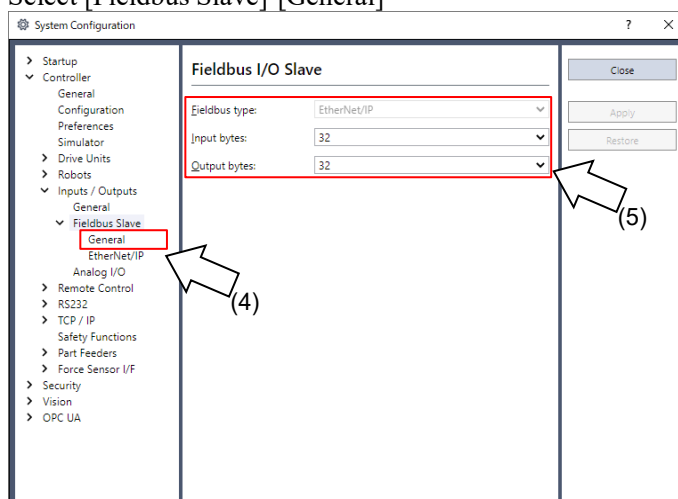 Select [Fieldbus Slave]-[General]
System Configuration
?
Startup
Controller
General
Configuration
Preferences
Simulator
Drive Units
Robots
Inputs / Outputs
General
Fieldbus Slave
General
EtherNet/IP
Analog I/O
Remote Control
RS232
TCP / IP
Safety Functions
Part Feeders
Force Sensor I/F
Security
Vision
OPC UA
Fieldbus I/O Slave
Fieldbus type: EtherNet/IP
Input bytes: 32
Output bytes: 32
Close
Apply
Restore
(4)
(5)